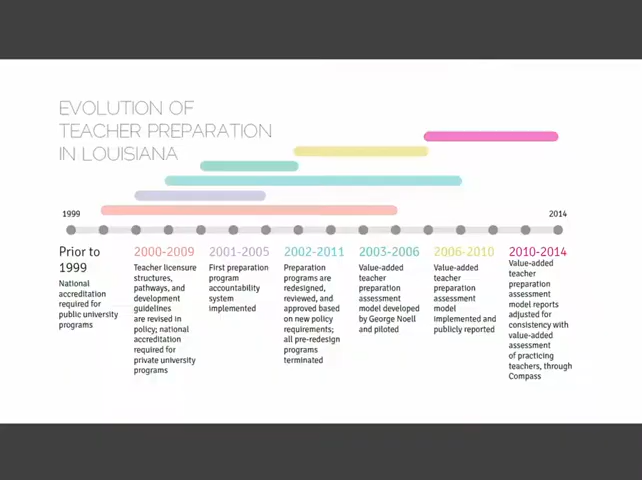 EVOLUTION OF
TEACHER PREPARATION
IN LOUISIANA
1999
2014
Prior to
1999
National
accreditation
required for
public university
programs
2000-2009
Teacher licensure
structures,
pathways, and
development
guidelines
are revised in
policy; national
accreditation
required for
private university
programs
2001-2005
First preparation
program
accountability
system
implemented
2002-2011
Preparation
programs are
redesigned,
reviewed, and
approved based
on new policy
requirements;
all pre-redesign
programs
terminated
2003-2006
Value-added
teacher
preparation
assessment
model developed
by George Noell
and piloted
2006-2010
Value-added
teacher
preparation
assessment
model
implemented and
publicly reported
2010-2014
Value-added
teacher
preparation
assessment
model reports
adjusted for
consistency with
value-added
assessment
of practicing
teachers, through
Compass